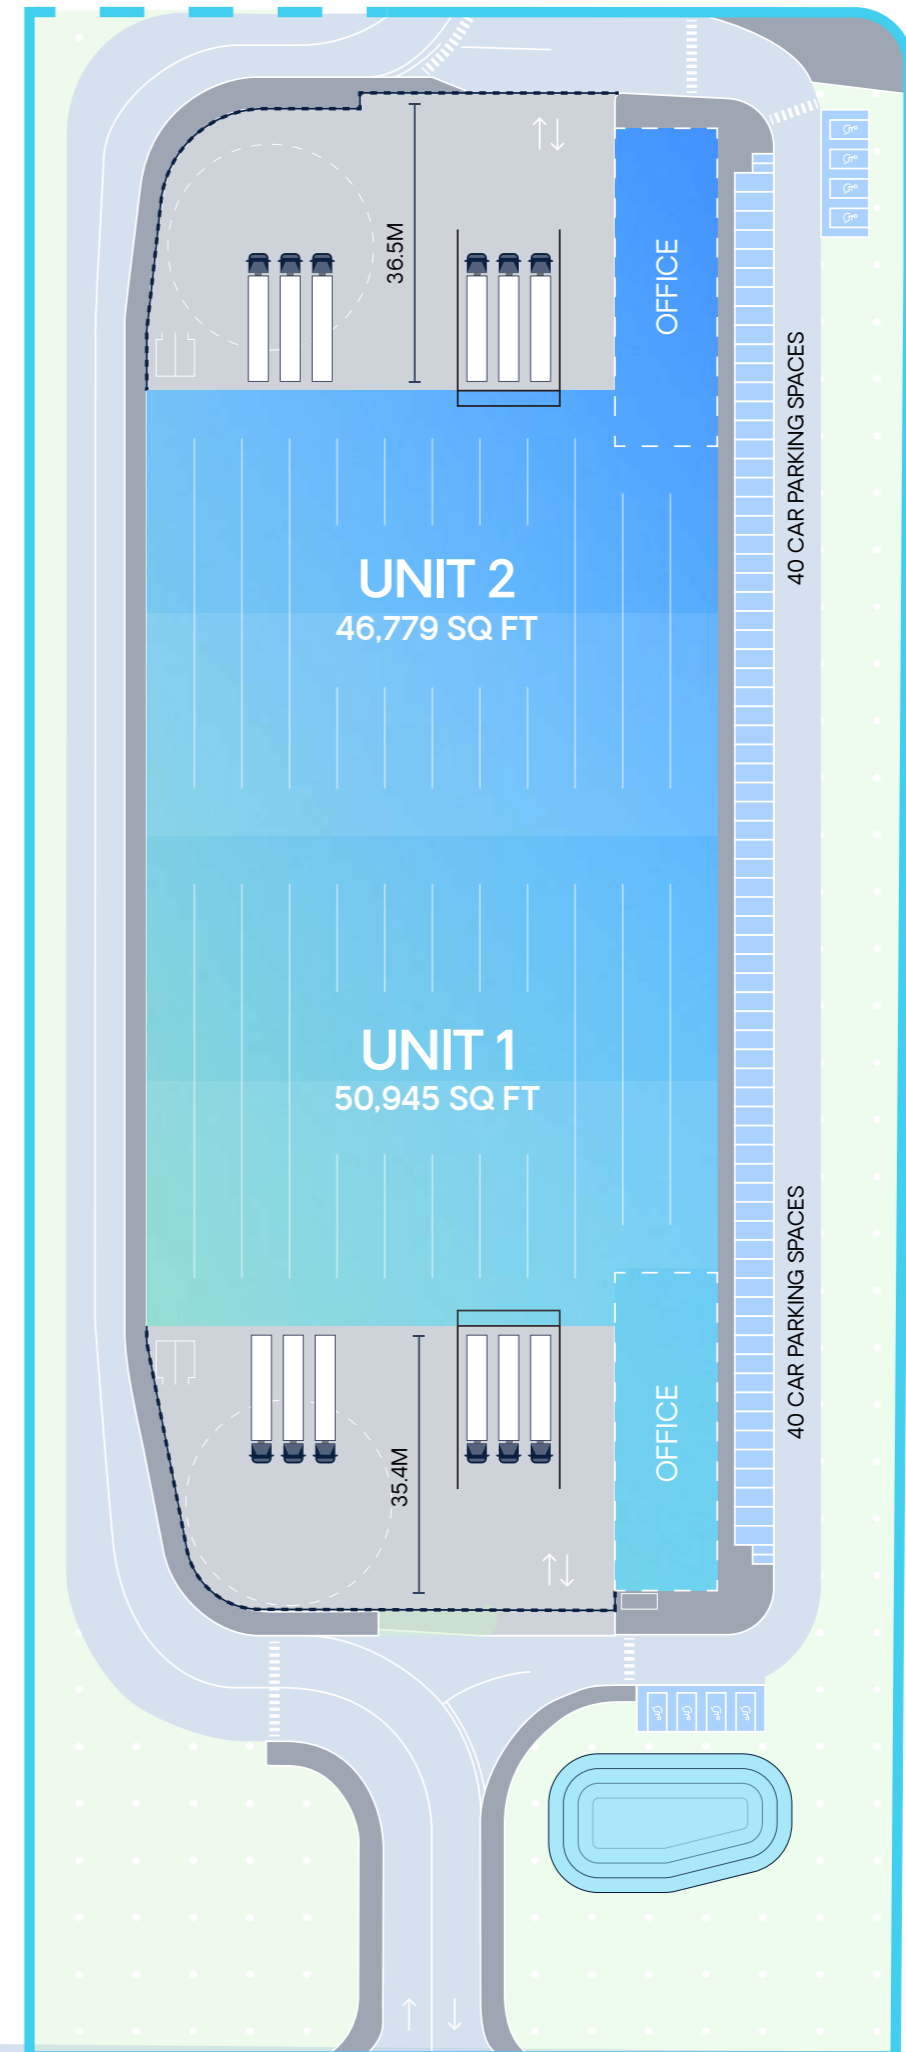 36.5M
OFFICE
40 CAR PARKING SPACES
UNIT 2
46,779 SQ FT
UNIT 1
50,945 SQ FT
40 CAR PARKING SPACES
35.4M
OFFICE